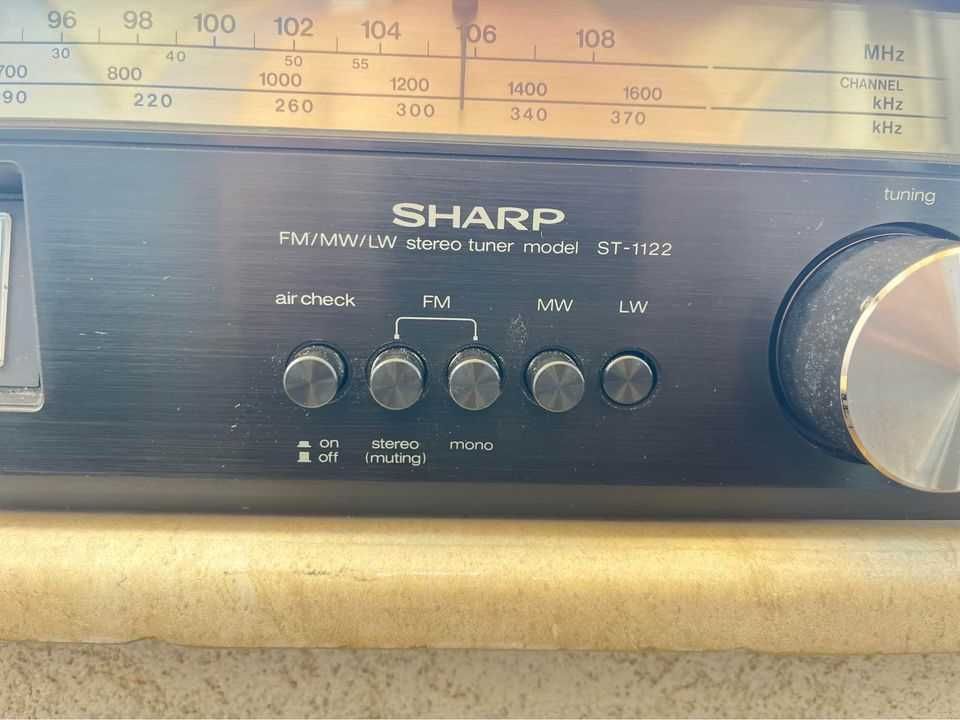 96 98 100 102 104 106 108 MHz
30 40 50 55 CHANNEL
700 800 1000 1200 1400 1600 kHz
220 260 300 340 370 kHz
tuning
SHARP
FM/MW/LW stereo tuner model ST-1122
air check FM MW LW
on stereo mono
off (muting)